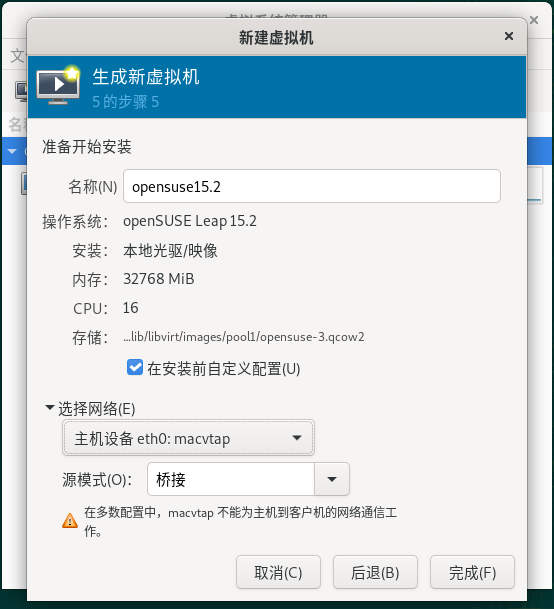 新建虚拟机
生成新虚拟机
5 的步骤 5
准备开始安装
名称(N) opensuse15.2
操作系统： openSUSE Leap 15.2
安装： 本地光驱/映像
内存： 32768 MiB
CPU： 16
存储： ...lib/libvirt/images/pool1/opensuse-3.qcow2
在安装前自定义配置(U)
选择网络(E)
主机设备 eth0: macvtap
源模式(O)： 桥接
在多数配置中，macvtap 不能为主机到客户机的网络通信工
作。
取消(C) 后退(B) 完成(F)